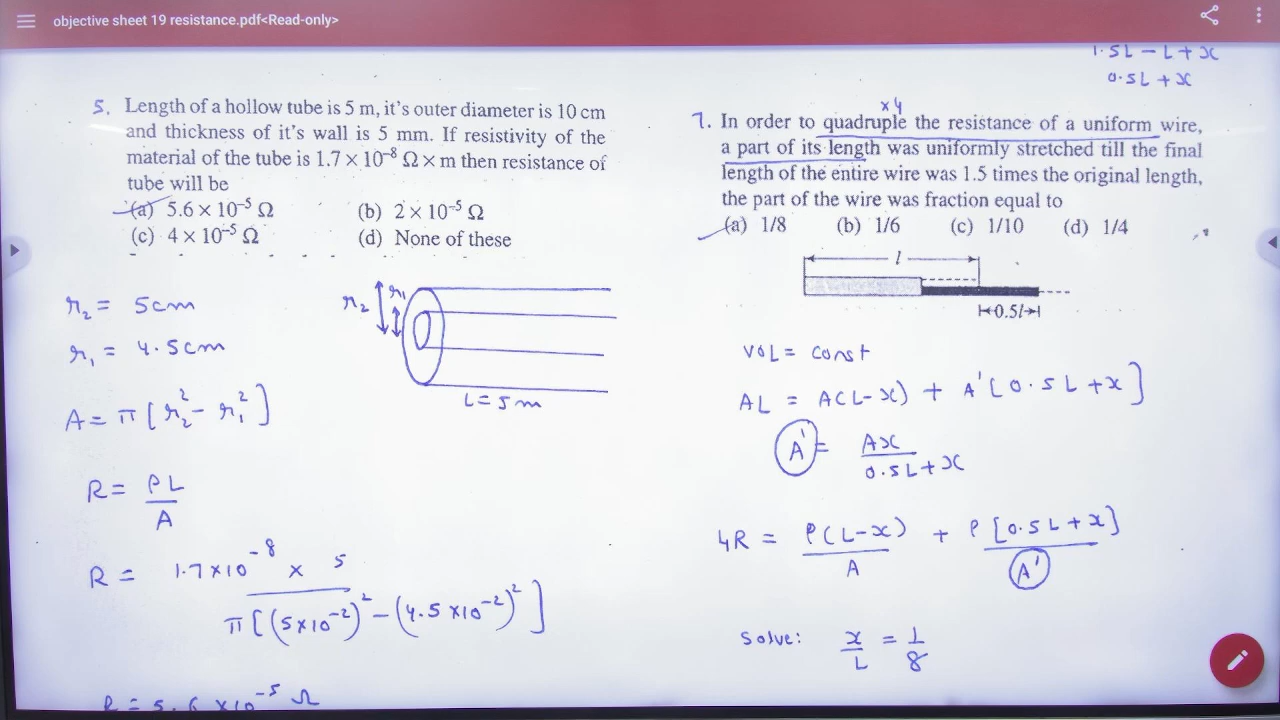 objective sheet 19 resistance.pdf<Read-only>
5. Length of a hollow tube is 5 m, it's outer diameter is 10 cm
and thickness of it's wall is 5 mm. If resistivity of the
material of the tube is 1.7 × 10⁻⁸ Ω × m then resistance of
tube will be
(a) 5.6 × 10⁻⁵ Ω (b) 2 × 10⁻⁵ Ω
(c) 4 × 10⁻⁵ Ω (d) None of these
r₂ = 5cm
r₁ = 4.5cm
A = π [r₂² - r₁²]
r₂ r₁
L = 5m
R = ρL / A
R = 1.7×10⁻⁸ × 5 / π[(5×10⁻²)² - (4.5×10⁻²)²]
R = 5.6 ×10⁻⁵ Ω
1.5L - L + x
0.5L + x
×4
7. In order to quadruple the resistance of a uniform wire,
a part of its length was uniformly stretched till the final
length of the entire wire was 1.5 times the original length,
the part of the wire was fraction equal to
(a) 1/8 (b) 1/6 (c) 1/10 (d) 1/4
l
0.5l
VOL = const
AL = A(L-x) + A'[0.5L+x]
A' = Ax / 0.5L+x
4R = ρ(L-x) / A + ρ[0.5L+x] / A'
Solve: x/L = 1/8